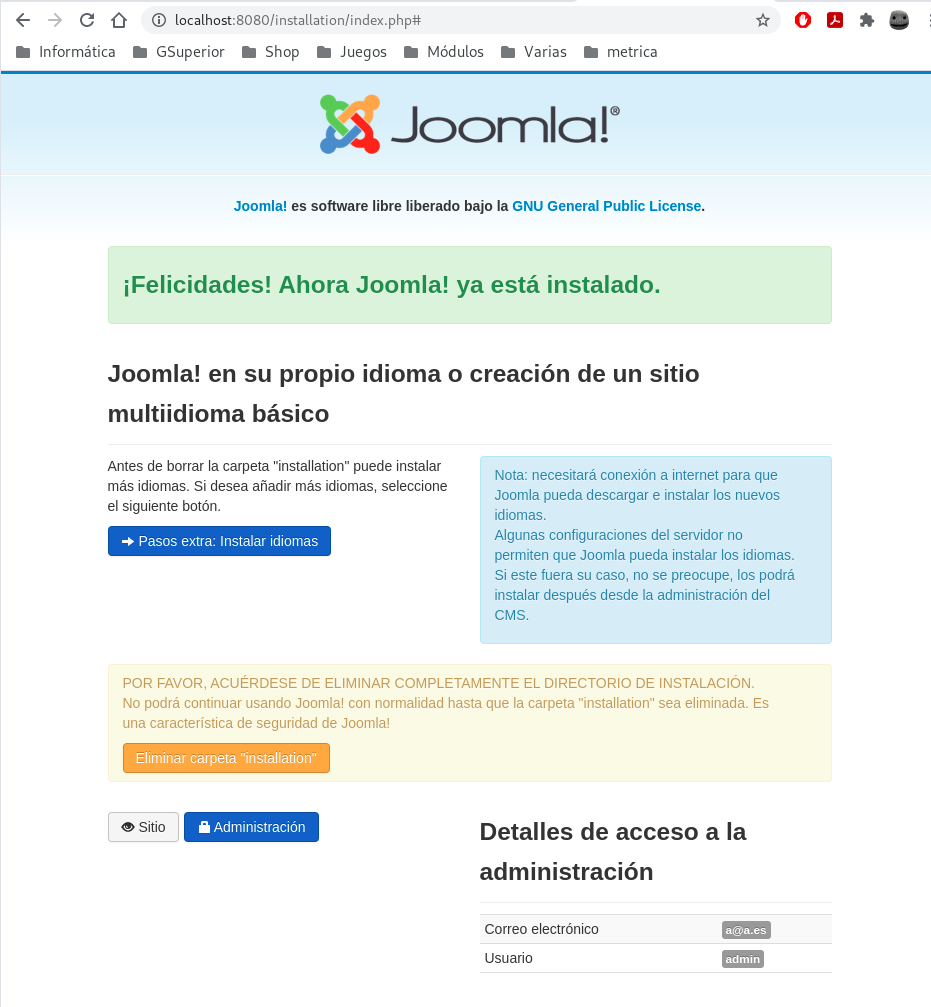 localhost:8080/installation/index.php#
Informática GSuperior Shop Juegos Módulos Varias metrica
Joomla!®
Joomla! es software libre liberado bajo la GNU General Public License.
¡Felicidades! Ahora Joomla! ya está instalado.
Joomla! en su propio idioma o creación de un sitio
multiidioma básico
Antes de borrar la carpeta "installation" puede instalar
más idiomas. Si desea añadir más idiomas, seleccione
el siguiente botón.
Pasos extra: Instalar idiomas
Nota: necesitará conexión a internet para que
Joomla pueda descargar e instalar los nuevos
idiomas.
Algunas configuraciones del servidor no
permiten que Joomla pueda instalar los idiomas.
Si este fuera su caso, no se preocupe, los podrá
instalar después desde la administración del
CMS.
POR FAVOR, ACUÉRDESE DE ELIMINAR COMPLETAMENTE EL DIRECTORIO DE INSTALACIÓN.
No podrá continuar usando Joomla! con normalidad hasta que la carpeta "installation" sea eliminada. Es
una característica de seguridad de Joomla!
Eliminar carpeta "installation"
Sitio Administración
Detalles de acceso a la
administración
Correo electrónico a@a.es
Usuario admin